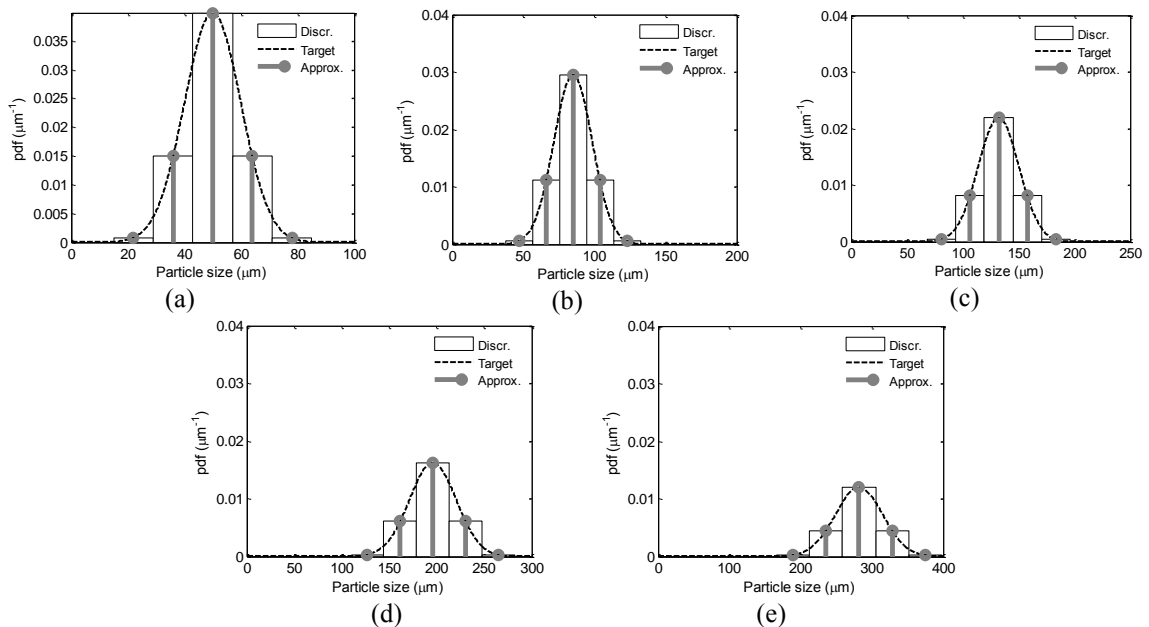 0.035
0.03
0.025
0.02
0.015
0.01
0.005
0
pdf (μm⁻¹)
0 20 40 60 80 100
Particle size (μm)
Discr.
Target
Approx.
(a)
0.04
0.03
0.02
0.01
0
pdf (μm⁻¹)
0 50 100 150 200
Particle size (μm)
Discr.
Target
Approx.
(b)
0.04
0.03
0.02
0.01
0
pdf (μm⁻¹)
0 50 100 150 200 250
Particle size (μm)
Discr.
Target
Approx.
(c)
0.04
0.03
0.02
0.01
0
pdf (μm⁻¹)
0 50 100 150 200 250 300
Particle size (μm)
Discr.
Target
Approx.
(d)
0.04
0.03
0.02
0.01
0
pdf (μm⁻¹)
0 100 200 300 400
Particle size (μm)
Discr.
Target
Approx.
(e)